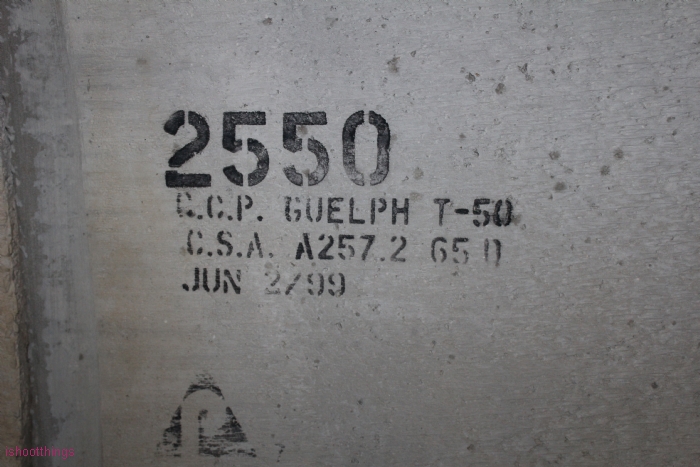 2550
C.C.P. GUELPH T-50
C.S.A. A257.2 65 D
JUN 2/99
ishootthings